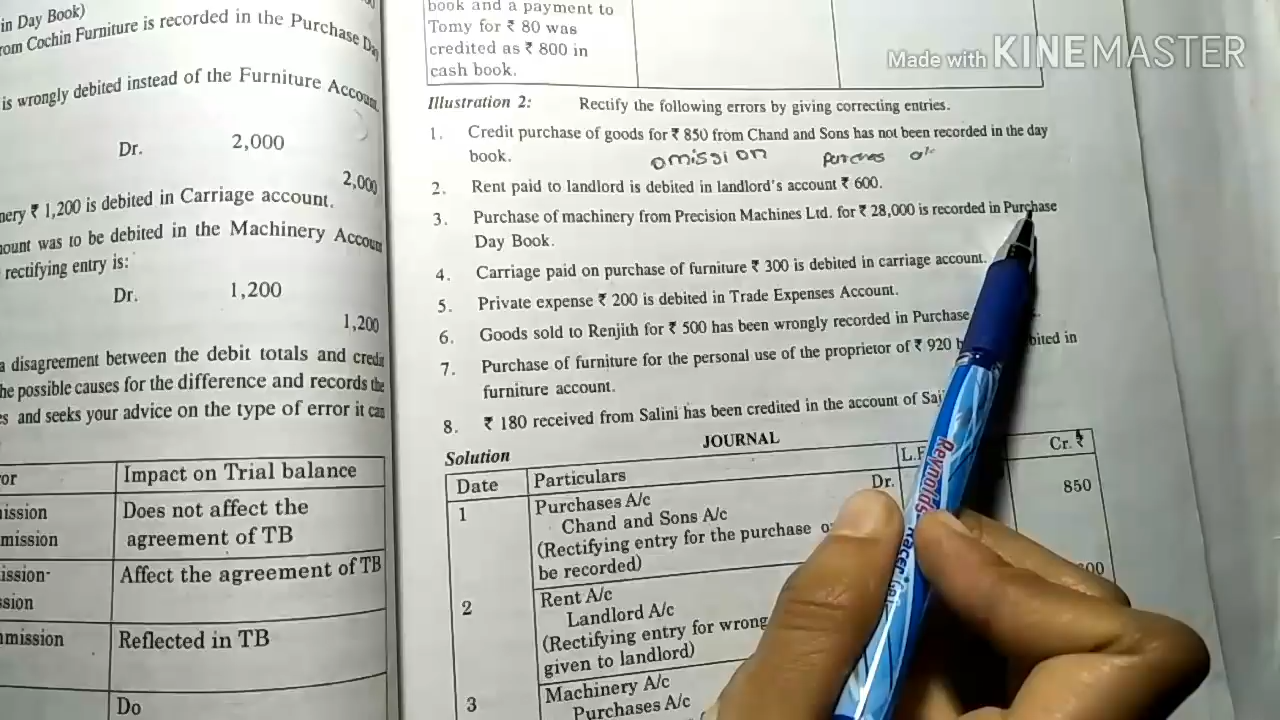 in Day Book)
from Cochin Furniture is recorded in the Purchase Day
is wrongly debited instead of the Furniture Account
Dr. 2,000
2,000
nery ₹ 1,200 is debited in Carriage account.
mount was to be debited in the Machinery Account
rectifying entry is:
Dr. 1,200
1,200
a disagreement between the debit totals and credit
the possible causes for the difference and records the
s and seeks your advice on the type of error it can
or Impact on Trial balance
ission Does not affect the
mission agreement of TB
ission- Affect the agreement of TB
sion
mmission Reflected in TB
Do
book and a payment to
Tomy for ₹ 80 was
credited as ₹ 800 in
cash book.
Made with KINEMASTER
Illustration 2: Rectify the following errors by giving correcting entries.
1. Credit purchase of goods for ₹ 850 from Chand and Sons has not been recorded in the day
book. omission
2. Rent paid to landlord is debited in landlord's account ₹ 600.
3. Purchase of machinery from Precision Machines Ltd. for ₹ 28,000 is recorded in Purchase
Day Book.
4. Carriage paid on purchase of furniture ₹ 300 is debited in carriage account.
5. Private expense ₹ 200 is debited in Trade Expenses Account.
6. Goods sold to Renjith for ₹ 500 has been wrongly recorded in Purchase
7. Purchase of furniture for the personal use of the proprietor of ₹ 920 bited in
furniture account.
8. ₹ 180 received from Salini has been credited in the account of Saji
Solution JOURNAL
Date Particulars L.F Cr. ₹
1 Purchases A/c Dr. 850
Chand and Sons A/c
(Rectifying entry for the purchase
be recorded)
2 Rent A/c 00
Landlord A/c
(Rectifying entry for wrong
given to landlord)
3 Machinery A/c
Purchases A/c